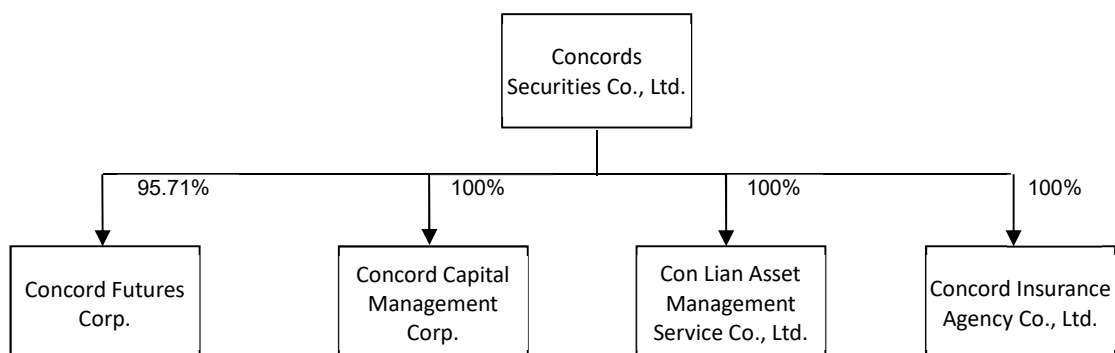 Concords
Securities Co., Ltd.
95.71%
100%
100%
100%
Concord Futures
Corp.
Concord Capital
Management
Corp.
Con Lian Asset
Management
Service Co., Ltd.
Concord Insurance
Agency Co., Ltd.